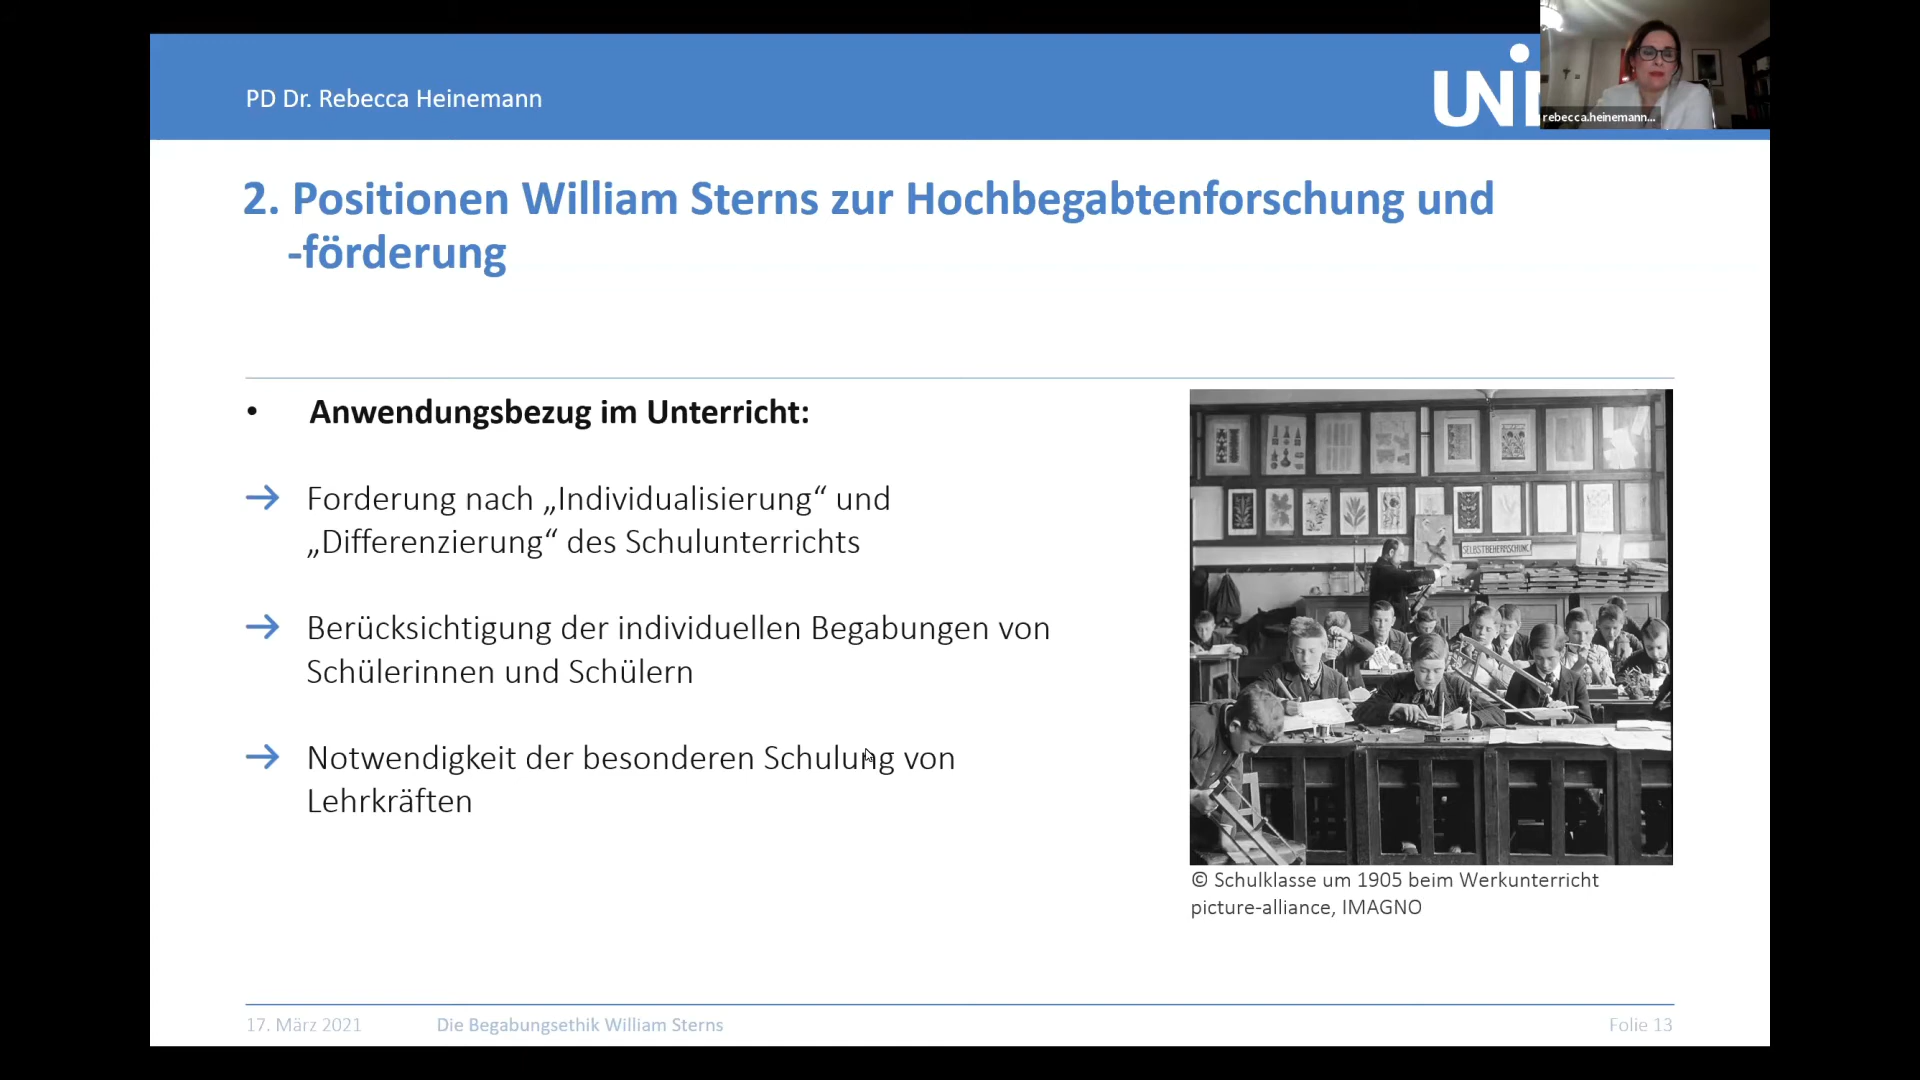 PD Dr. Rebecca Heinemann
UNI
rebecca.heinemann...
2. Positionen William Sterns zur Hochbegabtenforschung und
-förderung
• Anwendungsbezug im Unterricht:
→ Forderung nach „Individualisierung“ und
„Differenzierung“ des Schulunterrichts
→ Berücksichtigung der individuellen Begabungen von
Schülerinnen und Schülern
→ Notwendigkeit der besonderen Schulung von
Lehrkräften
SELBSTBEHERRSCHUNG
© Schulklasse um 1905 beim Werkunterricht
picture-alliance, IMAGNO
17. März 2021 Die Begabungsethik William Sterns Folie 13